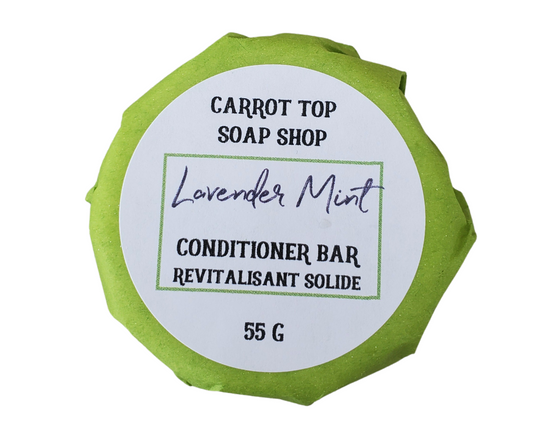 CARROT TOP
SOAP SHOP
Lavender Mint
CONDITIONER BAR
REVITALISANT SOLIDE
55 G